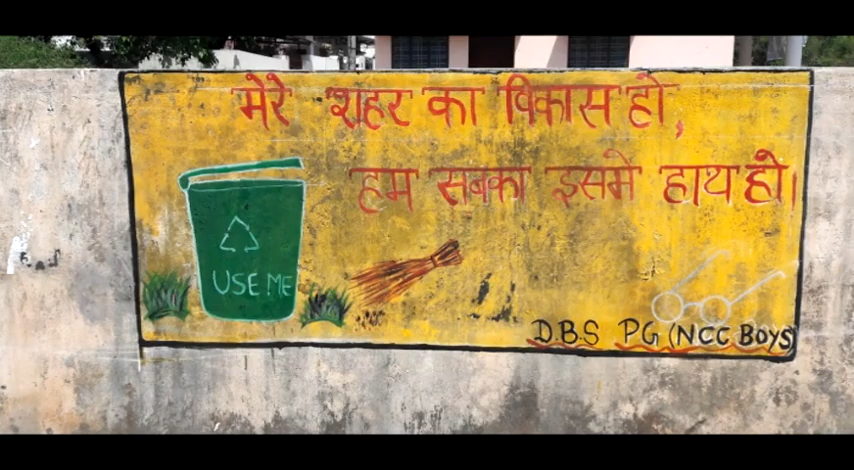 मेरे शहर का विकास हो,
हम सबका इसमे हाथ हो।
USE ME
D.B.S PG (NCC BOYS)